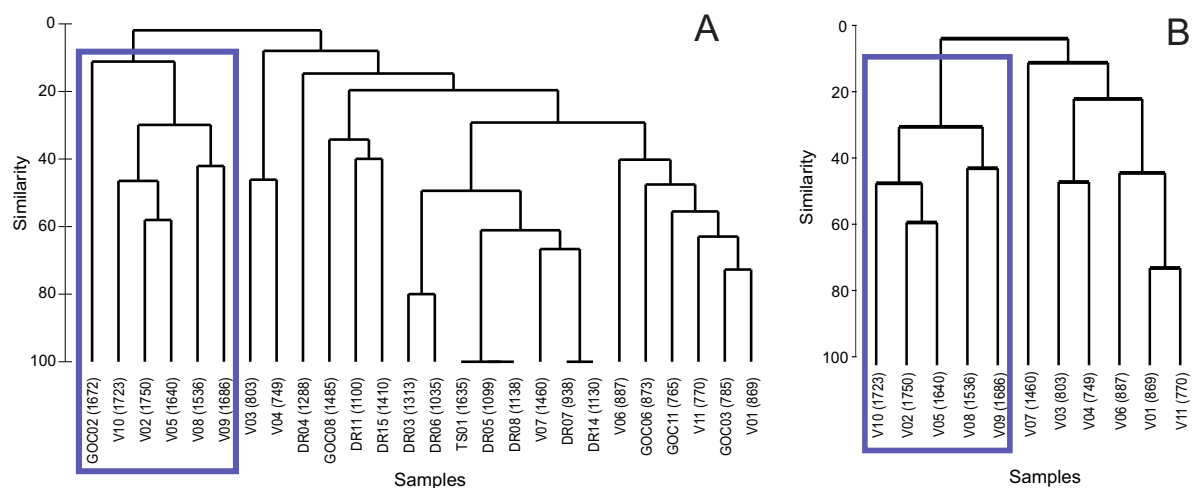 A
0
20
40
60
80
100
Similarity
GOC02 (1672)
V10 (1723)
V02 (1750)
V05 (1640)
V08 (1536)
V09 (1686)
V03 (803)
V04 (749)
DR04 (1288)
GOC08 (1485)
DR11 (1100)
DR15 (1410)
DR03 (1313)
DR06 (1035)
TS01 (1635)
DR05 (1099)
DR08 (1138)
V07 (1460)
DR07 (938)
DR14 (1130)
V06 (887)
GOC06 (873)
GOC11 (765)
V11 (770)
GOC03 (785)
V01 (869)
Samples
B
0
20
40
60
80
100
Similarity
V10 (1723)
V02 (1750)
V05 (1640)
V08 (1536)
V09 (1686)
V07 (1460)
V03 (803)
V04 (749)
V06 (887)
V01 (869)
V11 (770)
Samples